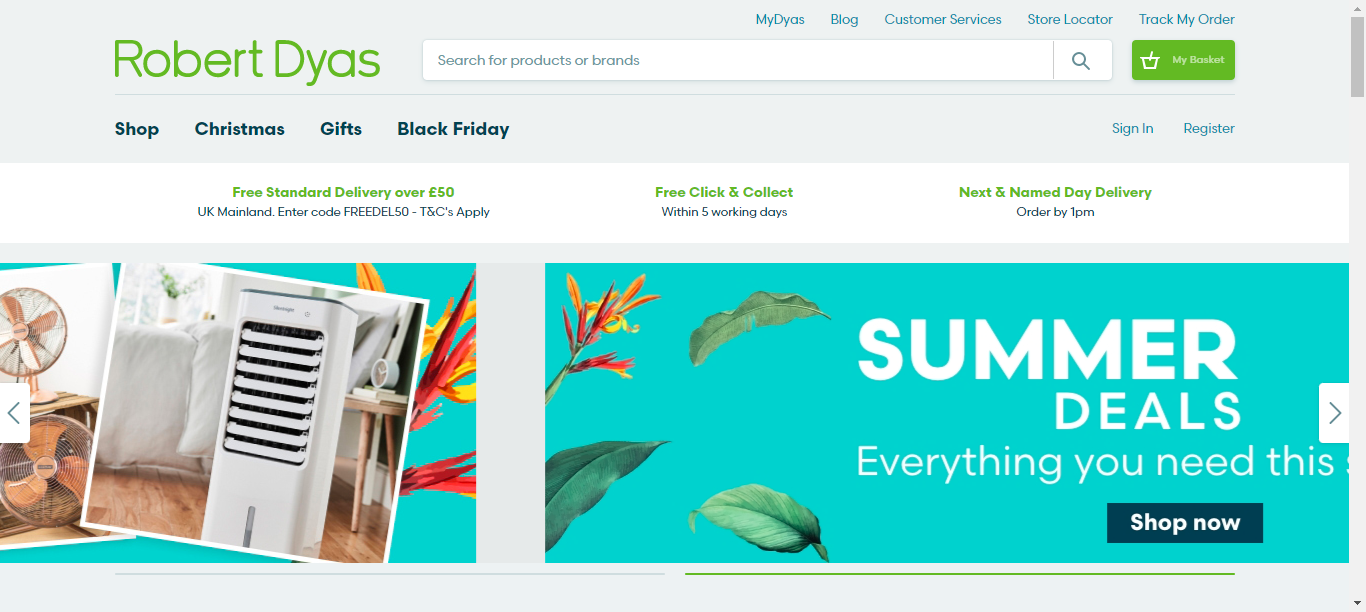 MyDyas Blog Customer Services Store Locator Track My Order
Robert Dyas
Search for products or brands
My Basket
Shop Christmas Gifts Black Friday
Sign In Register
Free Standard Delivery over £50
UK Mainland. Enter code FREEDEL50 - T&C's Apply
Free Click & Collect
Within 5 working days
Next & Named Day Delivery
Order by 1pm
SUMMER
DEALS
Everything you need this s
Shop now